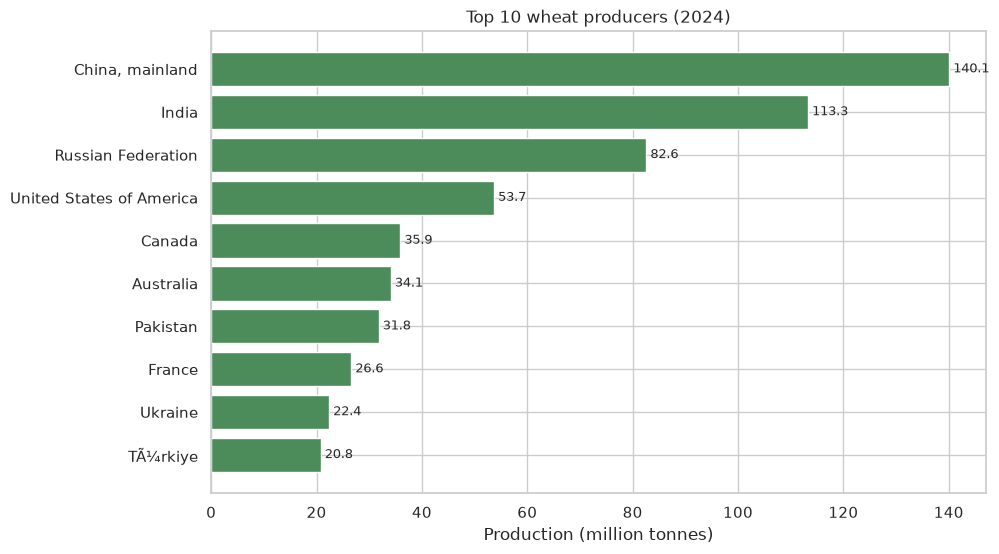 Top 10 wheat producers (2024)
China, mainland 140.1
India 113.3
Russian Federation 82.6
United States of America 53.7
Canada 35.9
Australia 34.1
Pakistan 31.8
France 26.6
Ukraine 22.4
TÃ¼rkiye 20.8
0 20 40 60 80 100 120 140
Production (million tonnes)